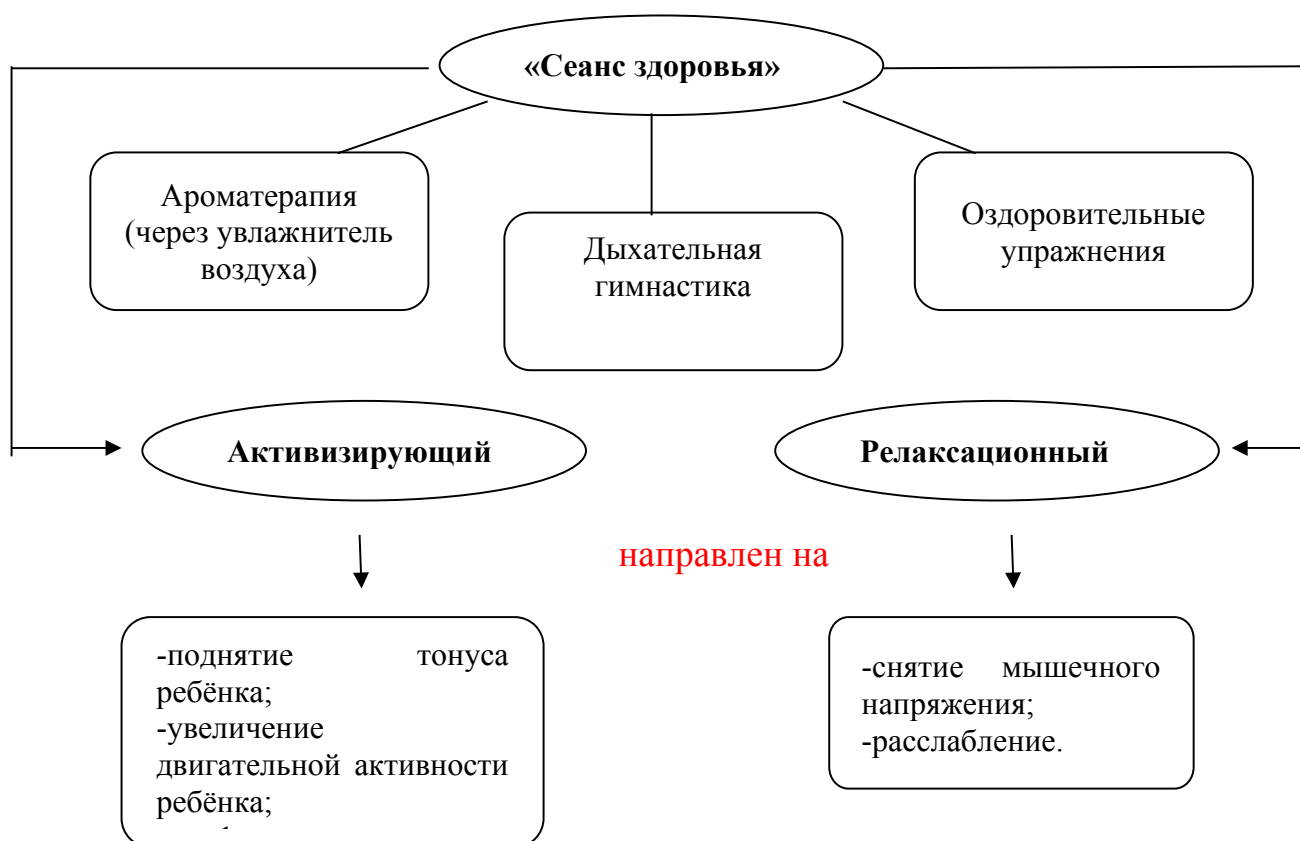 «Сеанс здоровья»
Ароматерапия
(через увлажнитель
воздуха)
Дыхательная
гимнастика
Оздоровительные
упражнения
Активизирующий
Релаксационный
направлен на
-поднятие тонуса
ребёнка;
-увеличение
двигательной активности
ребёнка;
-снятие мышечного
напряжения;
-расслабление.